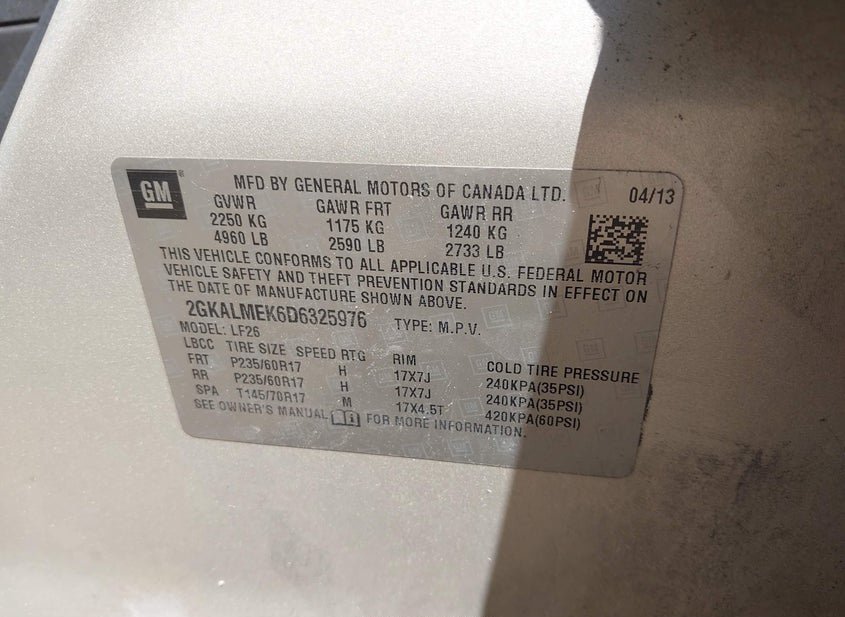 GM ® MFD BY GENERAL MOTORS OF CANADA LTD. 04/13
GVWR GAWR FRT GAWR RR
2250 KG 1175 KG 1240 KG
4960 LB 2590 LB 2733 LB
THIS VEHICLE CONFORMS TO ALL APPLICABLE U.S. FEDERAL MOTOR
VEHICLE SAFETY AND THEFT PREVENTION STANDARDS IN EFFECT ON
THE DATE OF MANUFACTURE SHOWN ABOVE.
2GKALMEK6D6325976 TYPE: M.P.V.
MODEL: LF26
LBCC TIRE SIZE SPEED RTG RIM COLD TIRE PRESSURE
FRT P235/60R17 H 17X7J 240KPA(35PSI)
RR P235/60R17 H 17X7J 240KPA(35PSI)
SPA T145/70R17 M 17X4.5T 420KPA(60PSI)
SEE OWNER'S MANUAL FOR MORE INFORMATION.